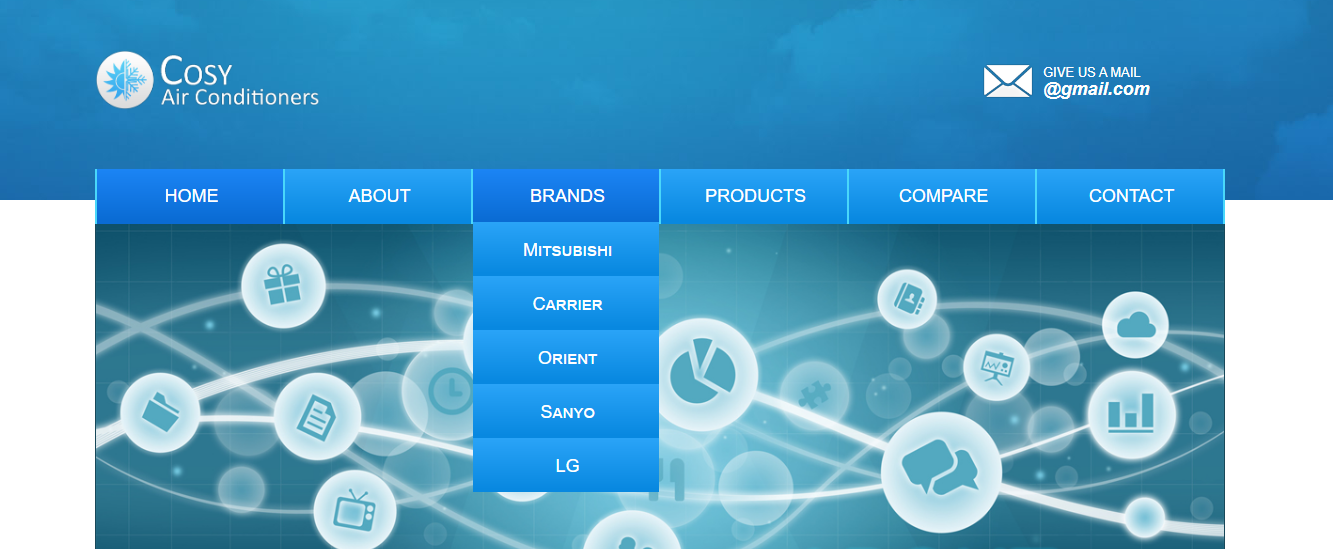 Cosy
Air Conditioners
GIVE US A MAIL
@gmail.com
HOME ABOUT BRANDS PRODUCTS COMPARE CONTACT
Mitsubishi
Carrier
Orient
Sanyo
LG